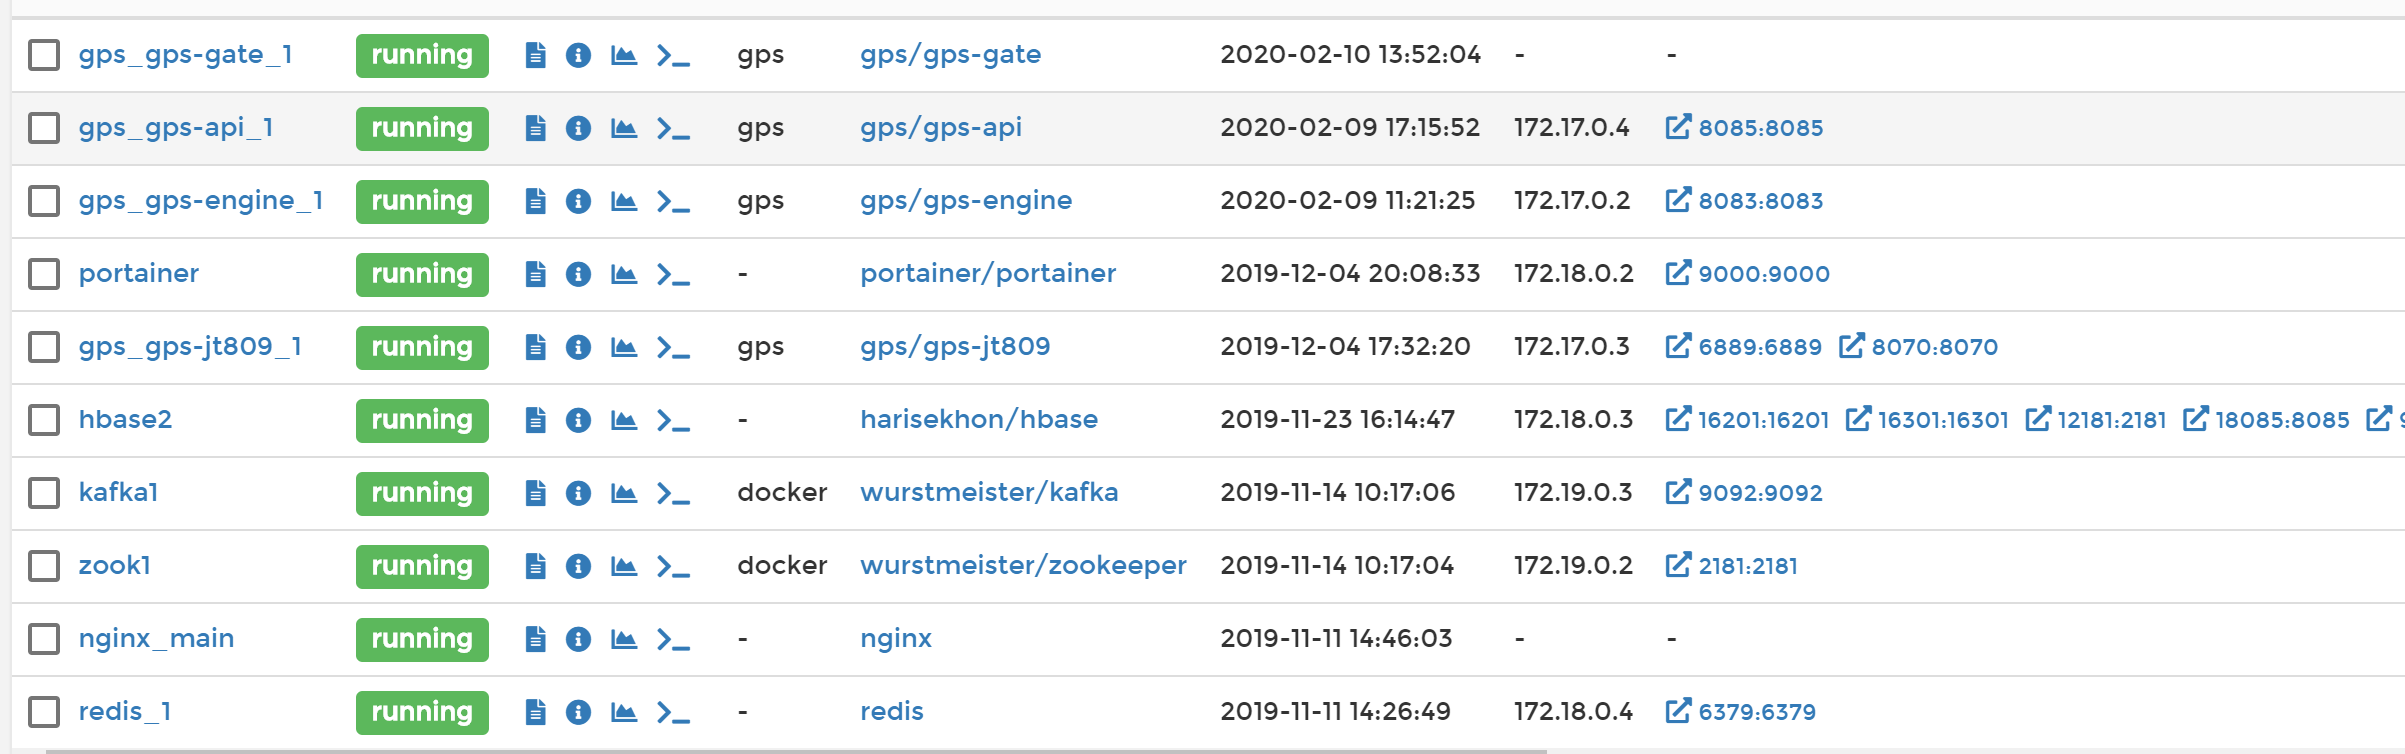 gps_gps-gate_1 running gps gps/gps-gate 2020-02-10 13:52:04 - -
gps_gps-api_1 running gps gps/gps-api 2020-02-09 17:15:52 172.17.0.4 8085:8085
gps_gps-engine_1 running gps gps/gps-engine 2020-02-09 11:21:25 172.17.0.2 8083:8083
portainer running - portainer/portainer 2019-12-04 20:08:33 172.18.0.2 9000:9000
gps_gps-jt809_1 running gps gps/gps-jt809 2019-12-04 17:32:20 172.17.0.3 6889:6889 8070:8070
hbase2 running - harisekhon/hbase 2019-11-23 16:14:47 172.18.0.3 16201:16201 16301:16301 12181:2181 18085:8085
kafka1 running docker wurstmeister/kafka 2019-11-14 10:17:06 172.19.0.3 9092:9092
zook1 running docker wurstmeister/zookeeper 2019-11-14 10:17:04 172.19.0.2 2181:2181
nginx_main running - nginx 2019-11-11 14:46:03 - -
redis_1 running - redis 2019-11-11 14:26:49 172.18.0.4 6379:6379